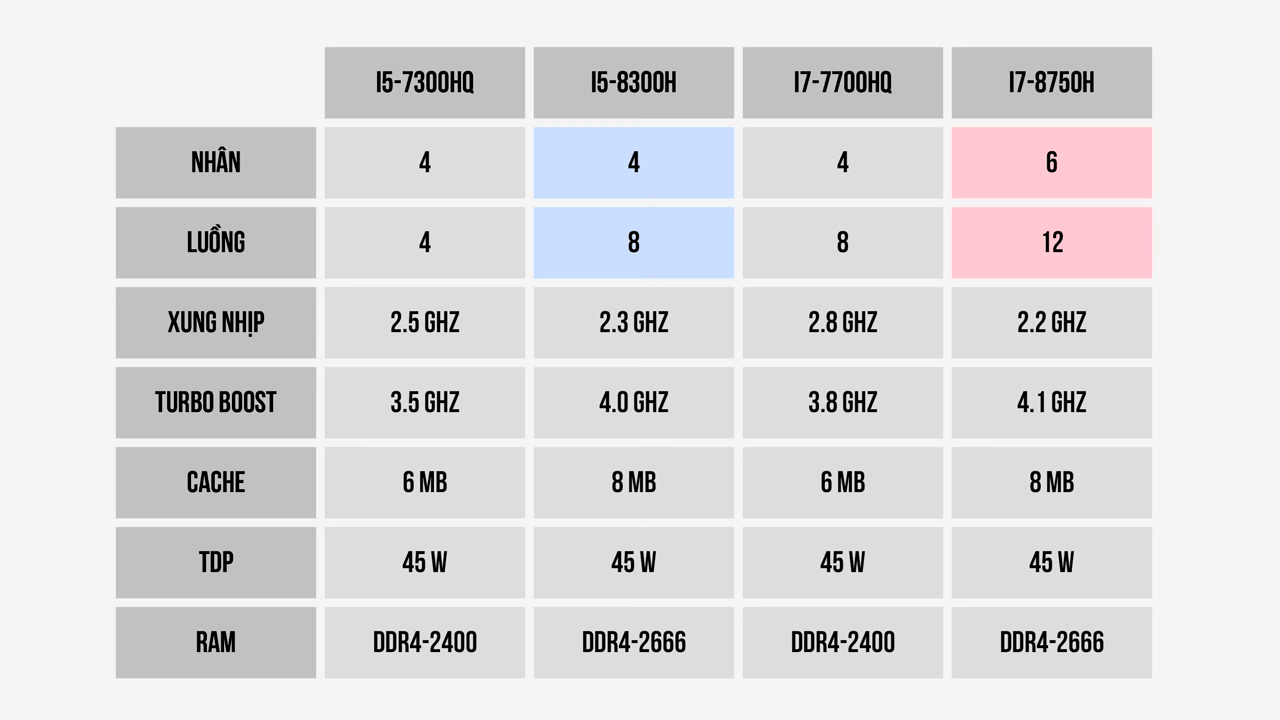 I5-7300HQ I5-8300H I7-7700HQ I7-8750H
NHÂN 4 4 4 6
LUỒNG 4 8 8 12
XUNG NHỊP 2.5 GHZ 2.3 GHZ 2.8 GHZ 2.2 GHZ
TURBO BOOST 3.5 GHZ 4.0 GHZ 3.8 GHZ 4.1 GHZ
CACHE 6 MB 8 MB 6 MB 8 MB
TDP 45 W 45 W 45 W 45 W
RAM DDR4-2400 DDR4-2666 DDR4-2400 DDR4-2666